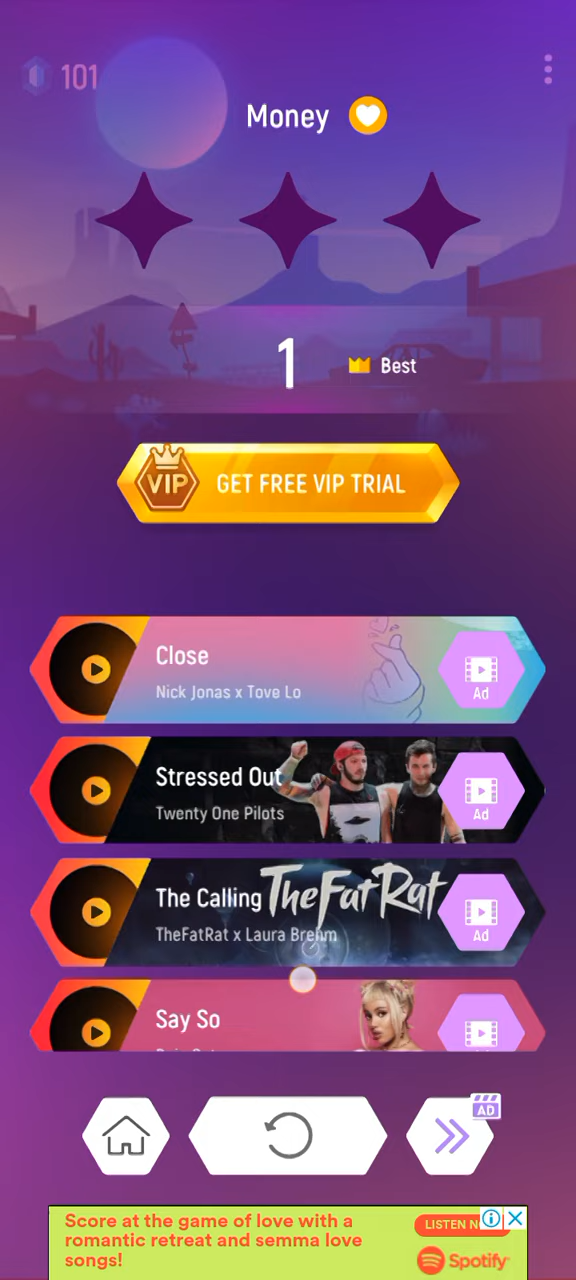 101
Money
1
Best
VIP
GET FREE VIP TRIAL
Close
Nick Jonas x Tove Lo
Ad
Stressed Out
Twenty One Pilots
Ad
The Calling
TheFatRat
TheFatRat x Laura Brehm
Ad
Say So
AD
Score at the game of love with a
romantic retreat and semma love
songs!
LISTEN
Spotify